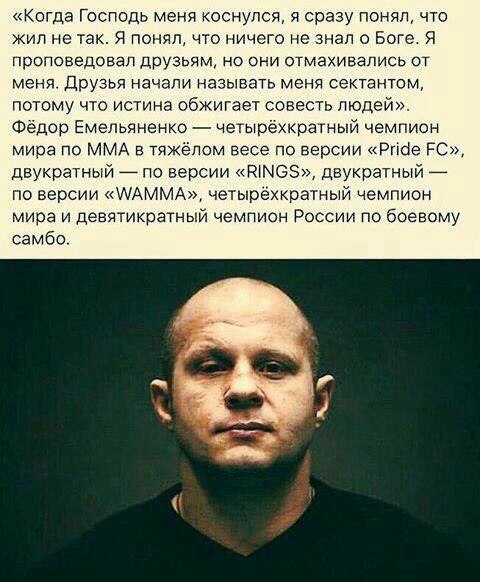 «Когда Господь меня коснулся, я сразу понял, что
жил не так. Я понял, что ничего не знал о Боге. Я
проповедовал друзьям, но они отмахивались от
меня. Друзья начали называть меня сектантом,
потому что истина обжигает совесть людей».
Фёдор Емельяненко — четырёхкратный чемпион
мира по ММА в тяжёлом весе по версии «Pride FC»,
двукратный — по версии «RINGS», двукратный —
по версии «WAMMA», четырёхкратный чемпион
мира и девятикратный чемпион России по боевому
самбо.